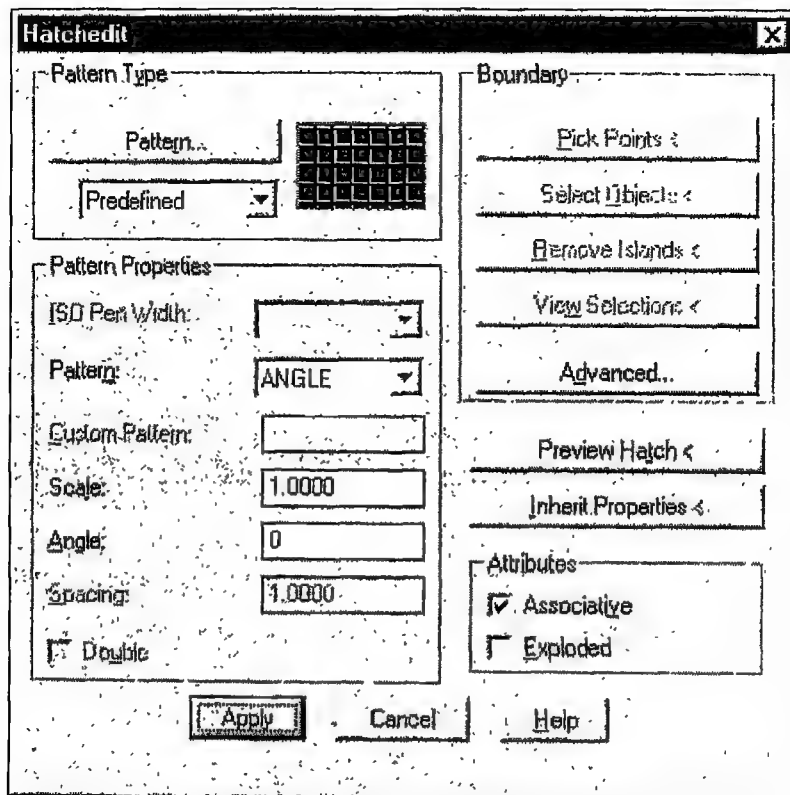 Hatchedit
Pattern Type
Pattern...
Predefined
Pattern Properties
ISO Pen Width:
Pattern:
ANGLE
Custom Pattern:
Scale:
1.0000
Angle:
0
Spacing:
1.0000
Double
Boundary
Pick Points <
Select Objects <
Remove Islands <
View Selections <
Advanced...
Preview Hatch <
Inherit Properties <
Attributes
Associative
Exploded
Apply
Cancel
Help